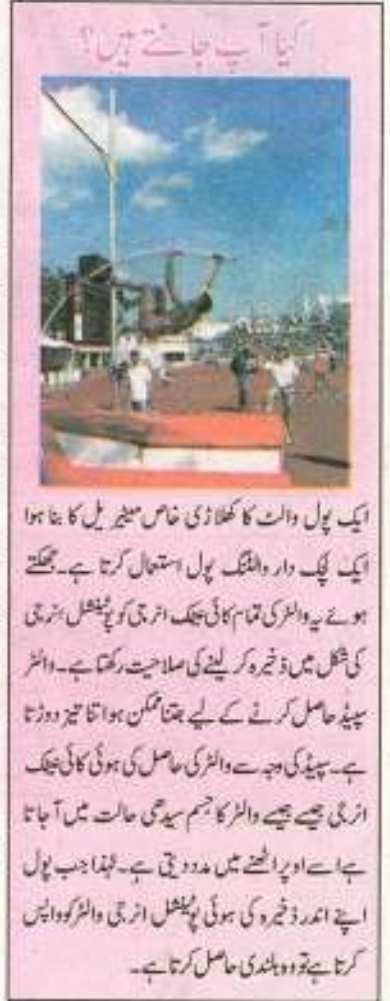 کیا آپ جانتے ہیں؟
ایک پول والٹ کا کھلاڑی خاص میٹیریل کا بنا ہوا
ایک لچک دار والٹنگ پول استعمال کرتا ہے۔ جھکتے
ہوئے یہ والٹر کی تمام کائی نیٹک انرجی کو پوٹینشل انرجی
کی شکل میں ذخیرہ کر لینے کی صلاحیت رکھتا ہے۔ والٹر
سپیڈ حاصل کرنے کے لیے جتنا ممکن ہوا تنا تیز دوڑتا
ہے۔ سپیڈ کی وجہ سے والٹر کی حاصل کی ہوئی کائی نیٹک
انرجی جیسے جیسے والٹر کا جسم سیدھی حالت میں آ جاتا
ہے اسے اوپر اٹھنے میں مدد دیتی ہے۔ لہٰذا جب پول
اپنے اندر ذخیرہ کی ہوئی پوٹینشل انرجی والٹر کو واپس
کرتا ہے تو وہ بلندی حاصل کرتا ہے۔